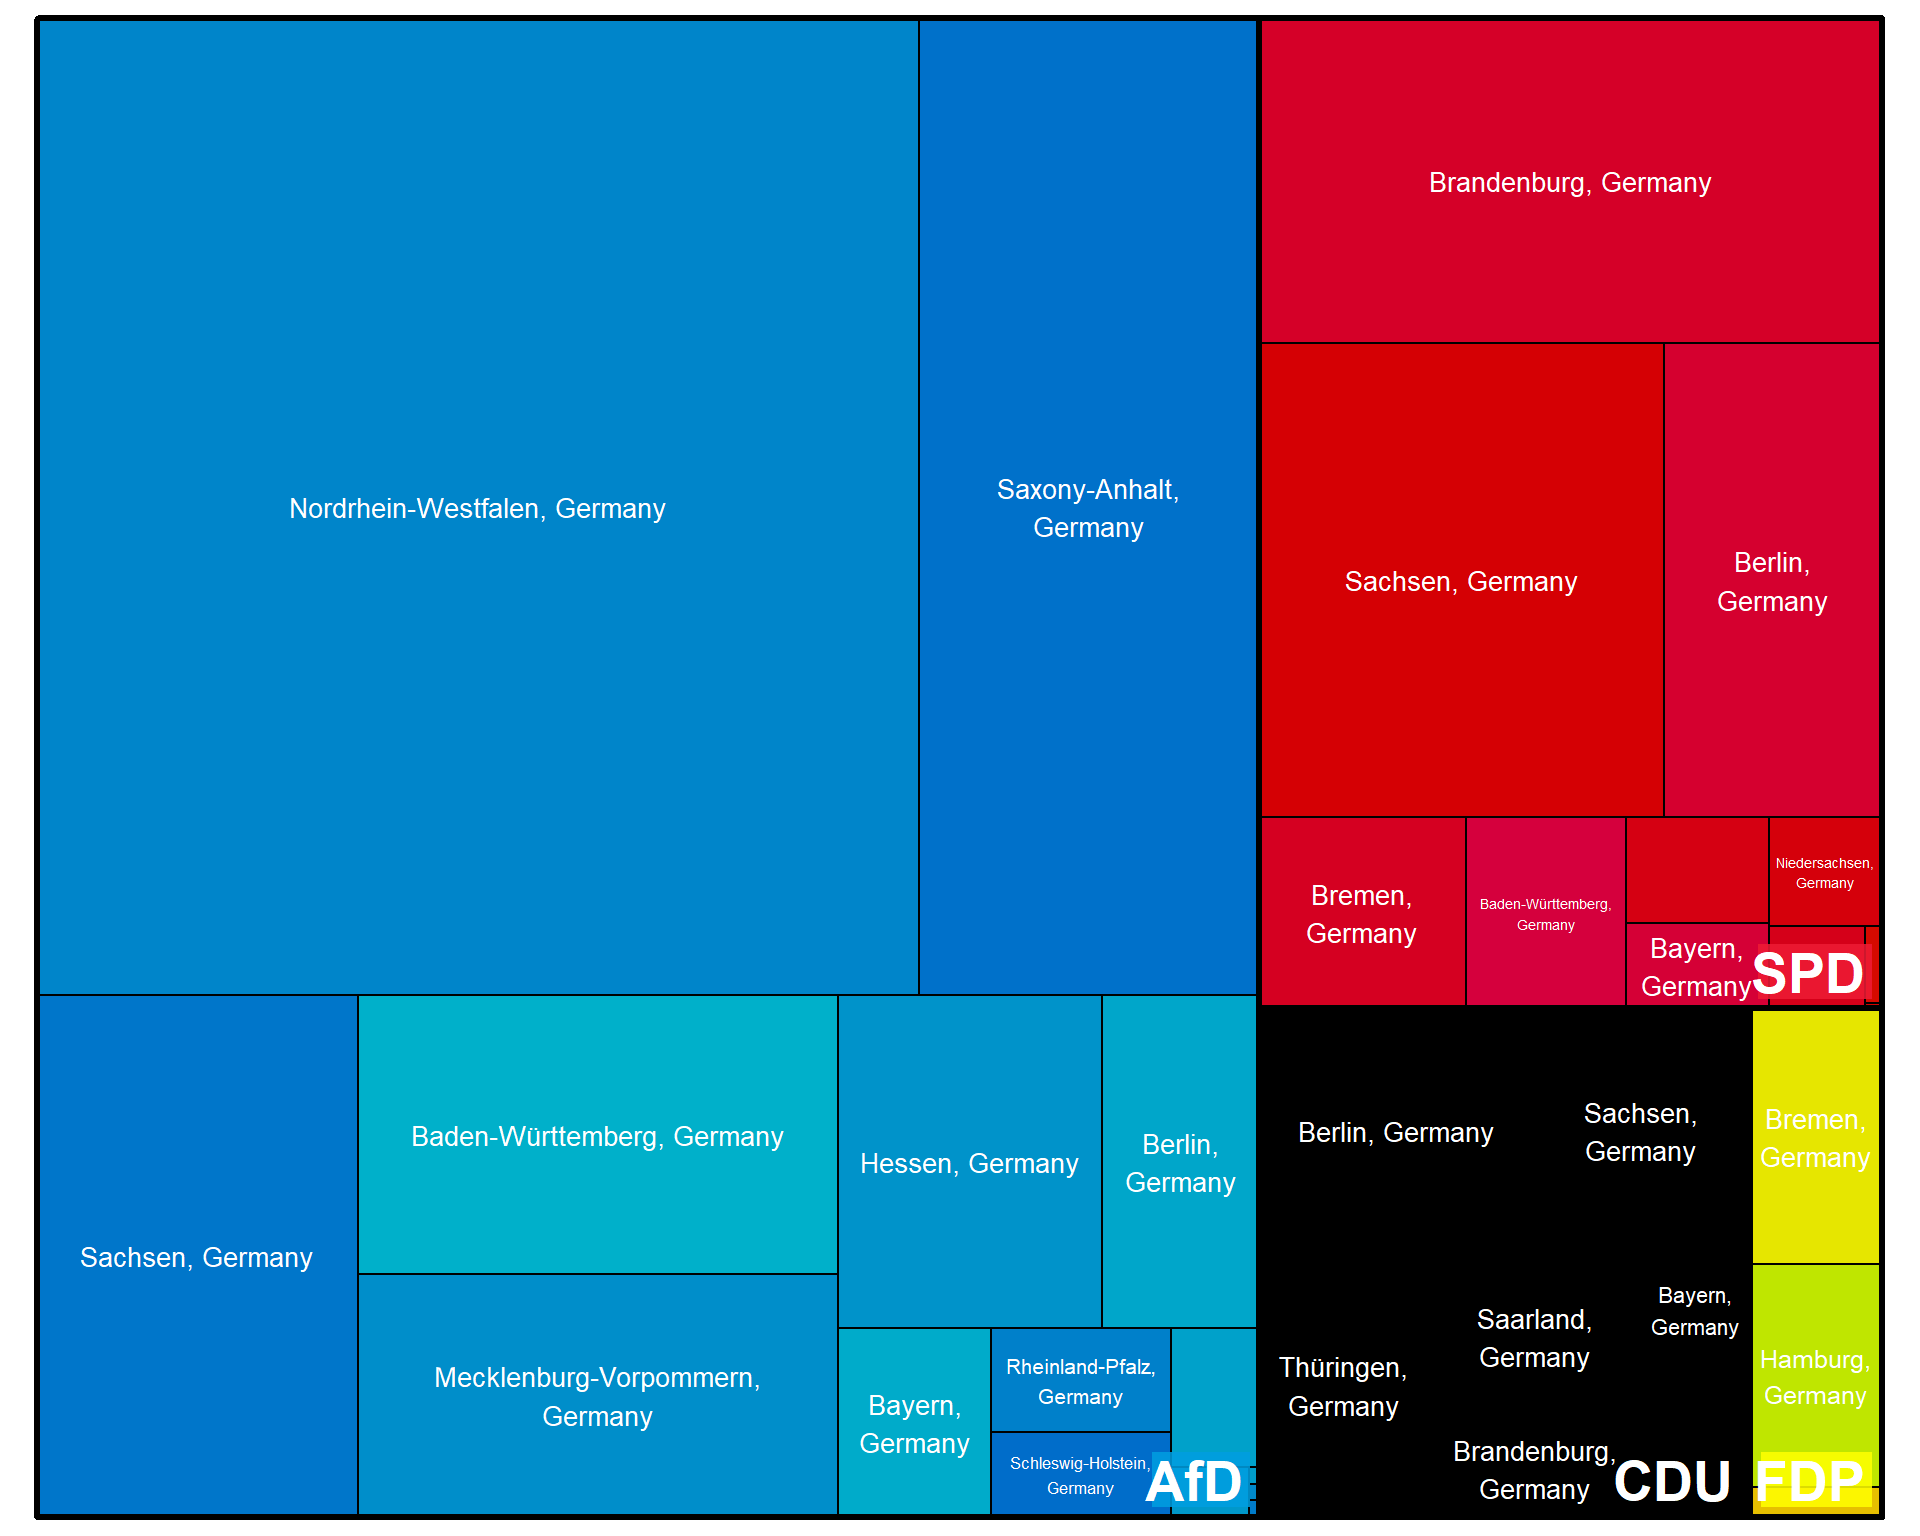 Nordrhein-Westfalen, Germany
Saxony-Anhalt,
Germany
Brandenburg, Germany
Sachsen, Germany
Berlin,
Germany
Bremen,
Germany
Baden-Württemberg,
Germany
Niedersachsen,
Germany
Bayern,
Germany
SPD
Sachsen, Germany
Baden-Württemberg, Germany
Mecklenburg-Vorpommern,
Germany
Hessen, Germany
Berlin,
Germany
Bayern,
Germany
Rheinland-Pfalz,
Germany
Schleswig-Holstein,
Germany
AfD
Berlin, Germany
Sachsen,
Germany
Thüringen,
Germany
Saarland,
Germany
Bayern,
Germany
Brandenburg,
Germany
CDU
Bremen,
Germany
Hamburg,
Germany
FDP